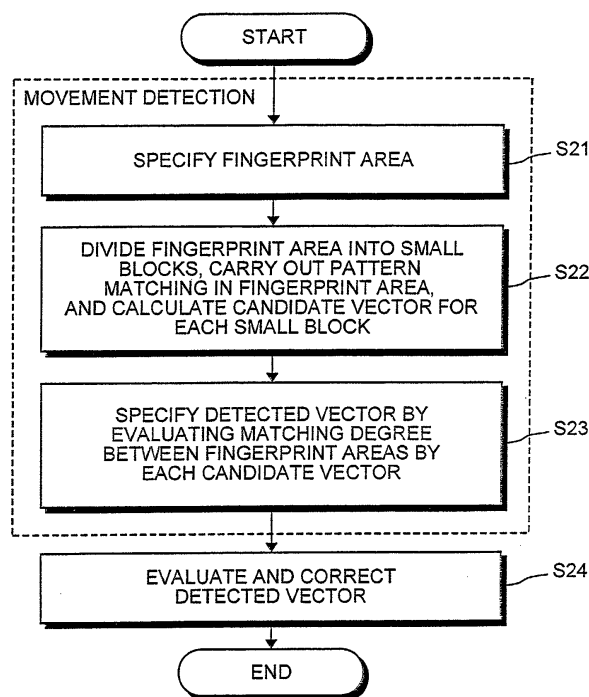 START
MOVEMENT DETECTION
SPECIFY FINGERPRINT AREA
S21
DIVIDE FINGERPRINT AREA INTO SMALL
BLOCKS, CARRY OUT PATTERN
MATCHING IN FINGERPRINT AREA,
AND CALCULATE CANDIDATE VECTOR FOR
EACH SMALL BLOCK
S22
SPECIFY DETECTED VECTOR BY
EVALUATING MATCHING DEGREE
BETWEEN FINGERPRINT AREAS BY
EACH CANDIDATE VECTOR
S23
EVALUATE AND CORRECT
DETECTED VECTOR
S24
END